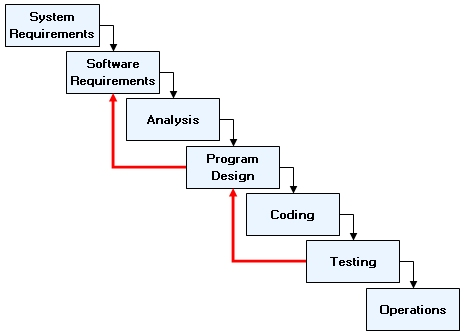 System
Requirements
Software
Requirements
Analysis
Program
Design
Coding
Testing
Operations